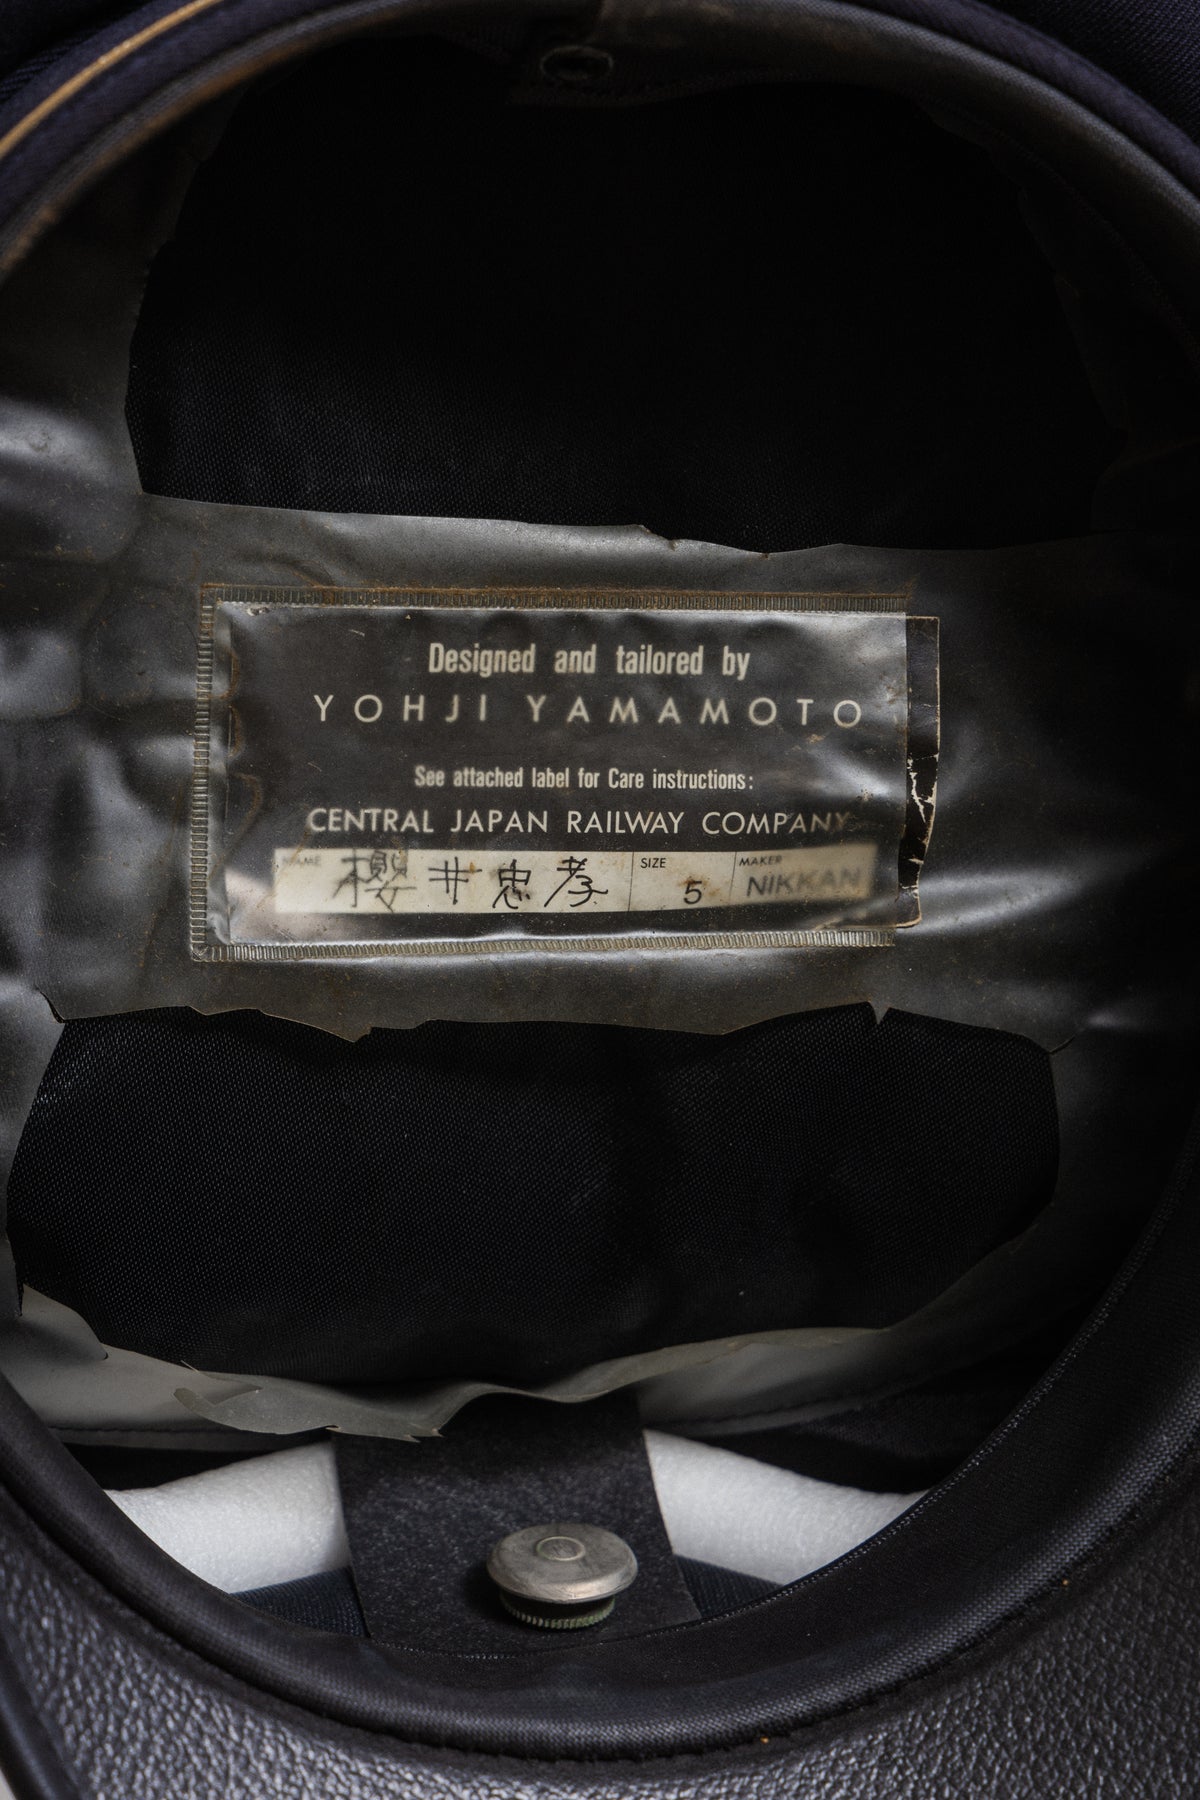 Designed and tailored by
YOHJI YAMAMOTO
See attached label for Care instructions:
CENTRAL JAPAN RAILWAY COMPANY
NAME 櫻井忠孝 SIZE 5 MAKER NIKKAN